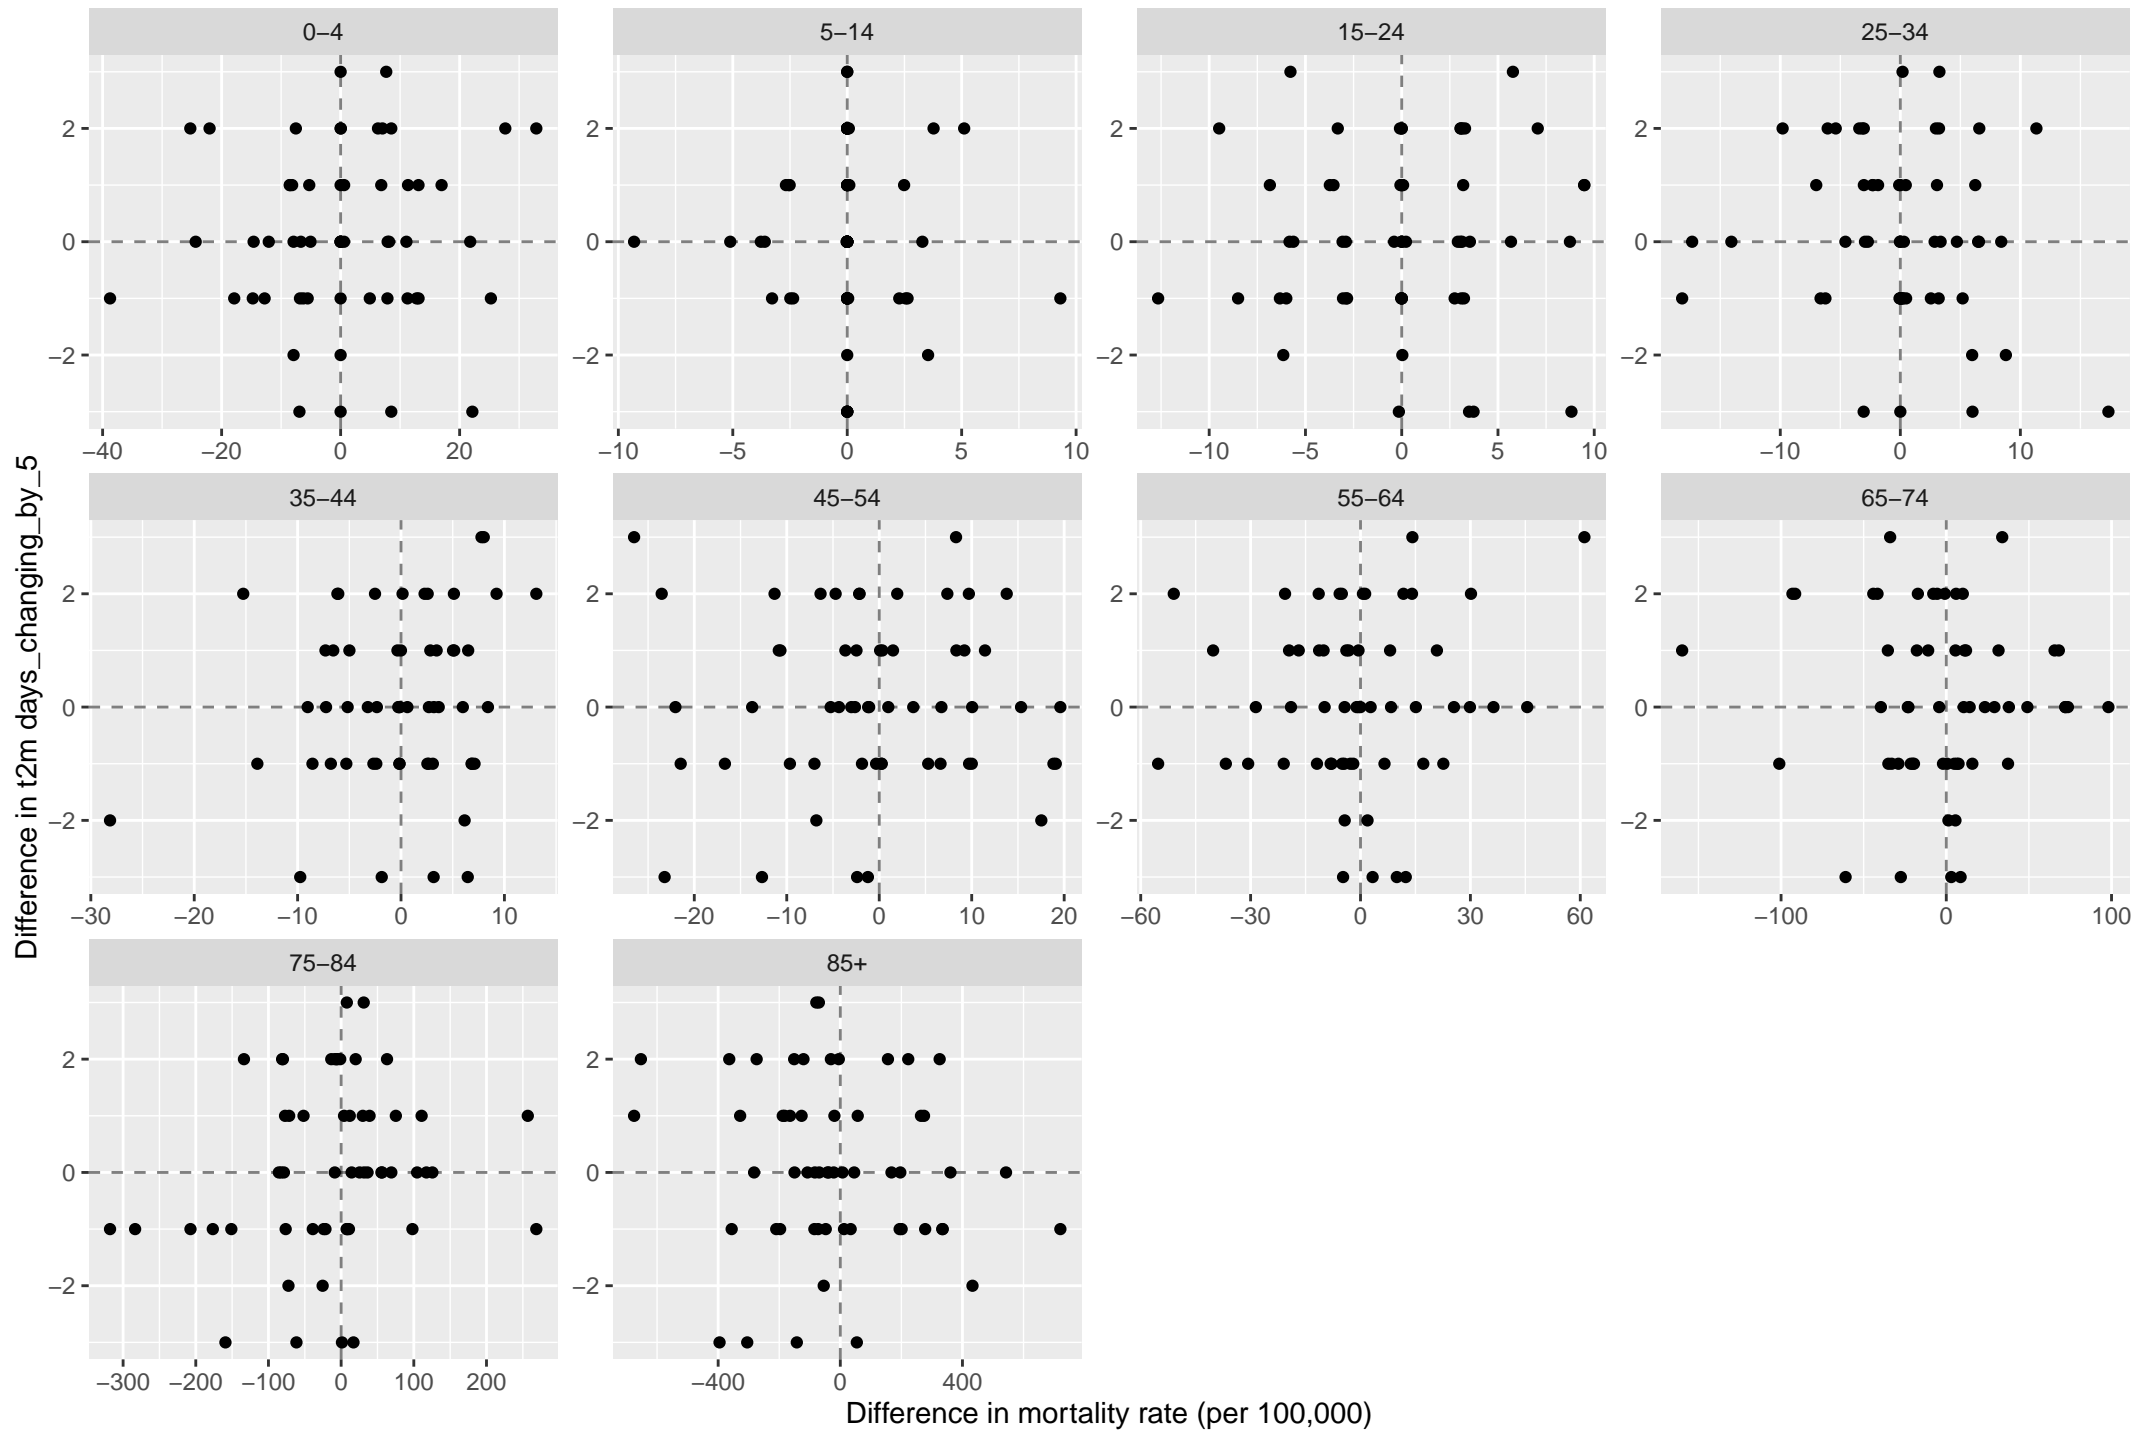 0–4 5–14 15–24 25–34
2 2 2 2
0 0 0 0
−2 −2 −2 −2
−40 −20 0 20 −10 −5 0 5 10 −10 −5 0 5 10 −10 0 10
35–44 45–54 55–64 65–74
2 2 2 2
0 0 0 0
−2 −2 −2 −2
−30 −20 −10 0 10 −20 −10 0 10 20 −60 −30 0 30 60 −100 0 100
75–84 85+
2 2
0 0
−2 −2
−300 −200 −100 0 100 200 −400 0 400
Difference in mortality rate (per 100,000)
Difference in t2m days_changing_by_5